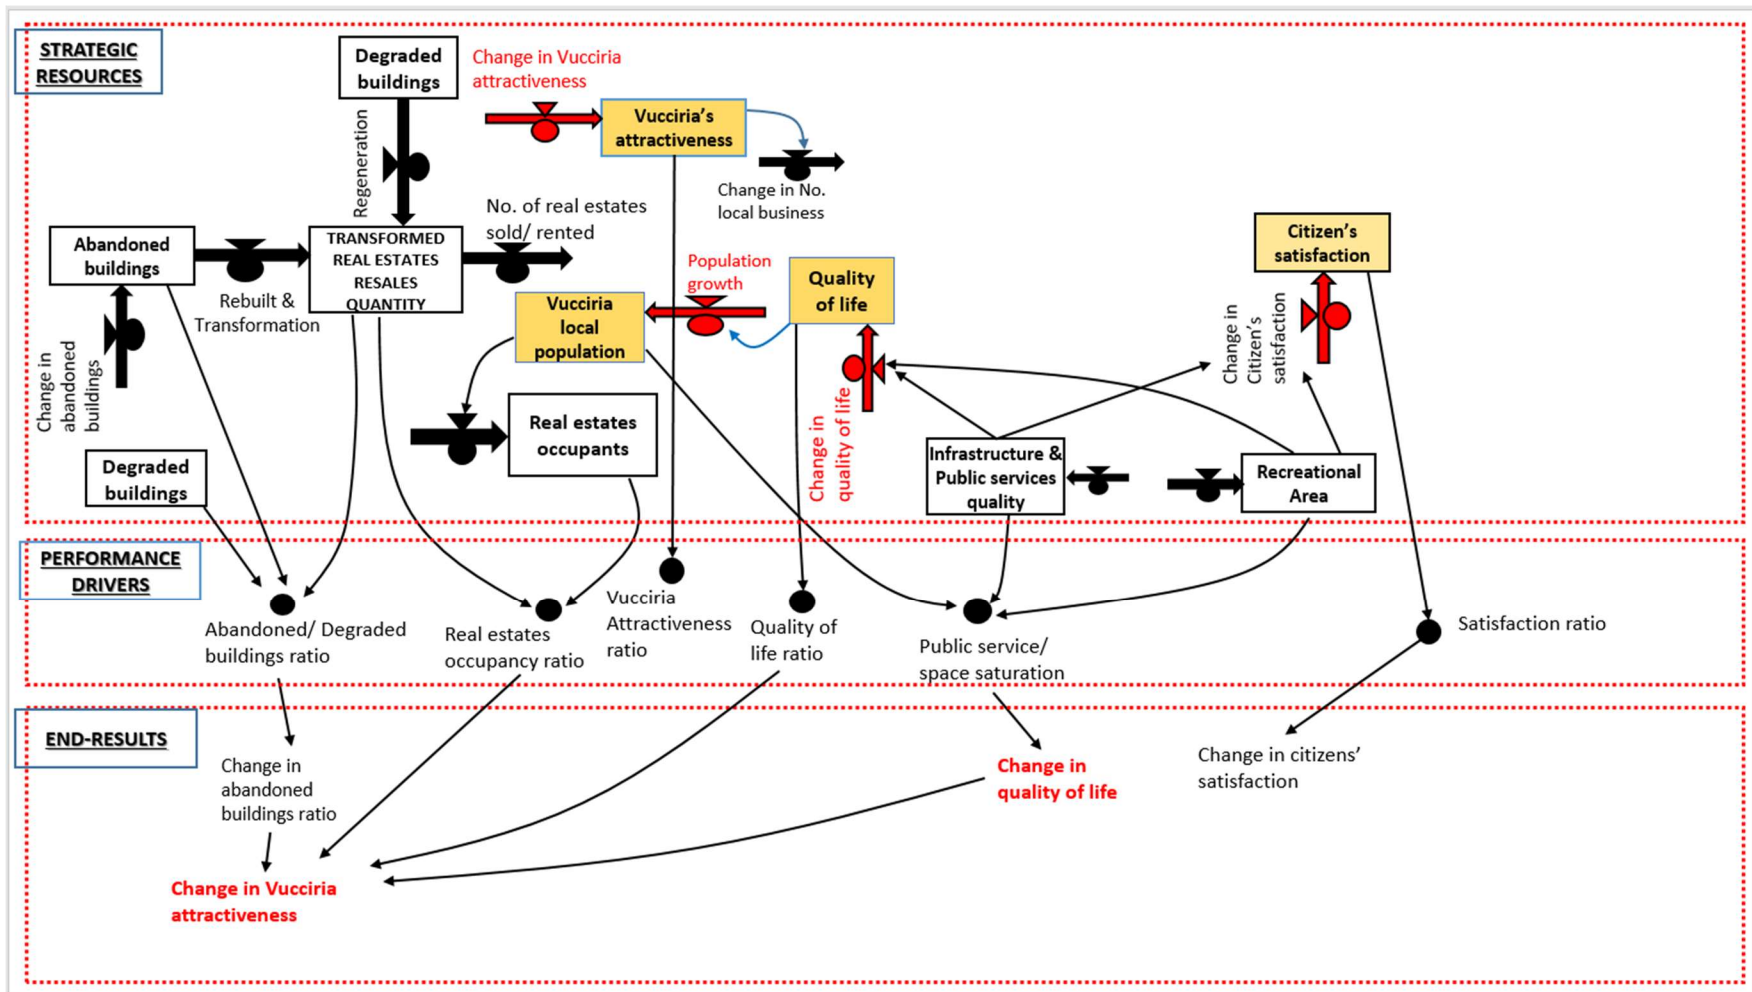 STRATEGIC
RESOURCES
Degraded
buildings
Change in Vucciria
attractiveness
Vucciria's
attractiveness
Regeneration
Change in No.
local business
No. of real estates
sold/ rented
Abandoned
buildings
Rebuilt &
Transformation
TRANSFORMED
REAL ESTATES
RESALES
QUANTITY
Population
growth
Quality
of life
Citizen's
satisfaction
Vucciria
local
population
Change in
abandoned
buildings
Change in
Citizen's
satisfaction
Real estates
occupants
Change in
quality of life
Degraded
buildings
Infrastructure &
Public services
quality
Recreational
Area
PERFORMANCE
DRIVERS
Abandoned/ Degraded
buildings ratio
Real estates
occupancy ratio
Vucciria
Attractiveness
ratio
Quality of
life ratio
Public service/
space saturation
Satisfaction ratio
END-RESULTS
Change in
abandoned
buildings ratio
Change in
quality of life
Change in citizens'
satisfaction
Change in Vucciria
attractiveness